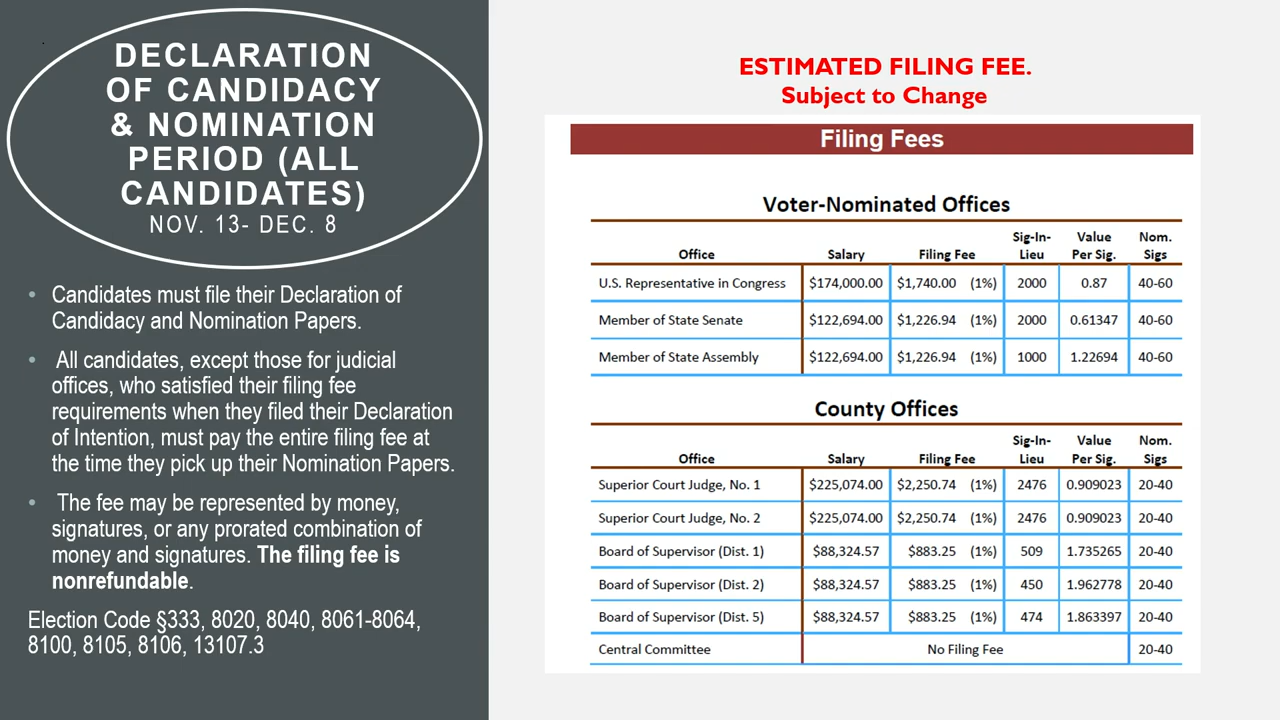 DECLARATION
OF CANDIDACY
& NOMINATION
PERIOD (ALL
CANDIDATES)
NOV. 13- DEC. 8
• Candidates must file their Declaration of
Candidacy and Nomination Papers.
• All candidates, except those for judicial
offices, who satisfied their filing fee
requirements when they filed their Declaration
of Intention, must pay the entire filing fee at
the time they pick up their Nomination Papers.
• The fee may be represented by money,
signatures, or any prorated combination of
money and signatures. The filing fee is
nonrefundable.
Election Code §333, 8020, 8040, 8061-8064,
8100, 8105, 8106, 13107.3
ESTIMATED FILING FEE.
Subject to Change
Filing Fees
Voter-Nominated Offices
Office Salary Filing Fee Sig-In-Lieu Value Per Sig. Nom. Sigs
U.S. Representative in Congress $174,000.00 $1,740.00 (1%) 2000 0.87 40-60
Member of State Senate $122,694.00 $1,226.94 (1%) 2000 0.61347 40-60
Member of State Assembly $122,694.00 $1,226.94 (1%) 1000 1.22694 40-60
County Offices
Office Salary Filing Fee Sig-In-Lieu Value Per Sig. Nom. Sigs
Superior Court Judge, No. 1 $225,074.00 $2,250.74 (1%) 2476 0.909023 20-40
Superior Court Judge, No. 2 $225,074.00 $2,250.74 (1%) 2476 0.909023 20-40
Board of Supervisor (Dist. 1) $88,324.57 $883.25 (1%) 509 1.735265 20-40
Board of Supervisor (Dist. 2) $88,324.57 $883.25 (1%) 450 1.962778 20-40
Board of Supervisor (Dist. 5) $88,324.57 $883.25 (1%) 474 1.863397 20-40
Central Committee No Filing Fee 20-40